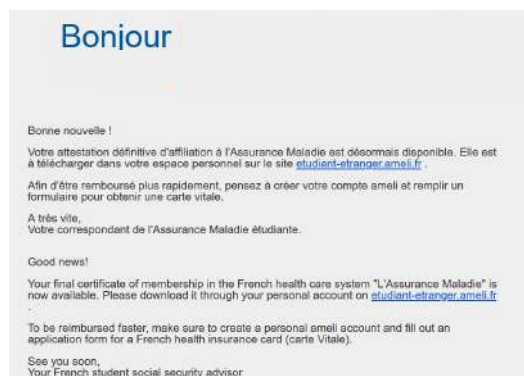 Bonjour
Bonne nouvelle !
Votre attestation définitive d'affiliation à l'Assurance Maladie est désormais disponible. Elle est
à télécharger dans votre espace personnel sur le site etudiant-etranger.ameli.fr .
Afin d'être remboursé plus rapidement, pensez à créer votre compte ameli et remplir un
formulaire pour obtenir une carte vitale.
A très vite,
Votre correspondant de l'Assurance Maladie étudiante.
Good news!
Your final certificate of membership in the French health care system "L'Assurance Maladie" is
now available. Please download it through your personal account on etudiant-etranger.ameli.fr
.
To be reimbursed faster, make sure to create a personal ameli account and fill out an
application form for a French health insurance card (carte Vitale).
See you soon,
Your French student social security advisor